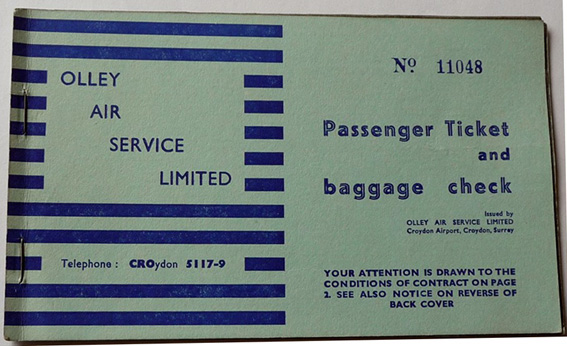 OLLEY
AIR
SERVICE
LIMITED
Telephone : CROydon 5117-9
Nº 11048
Passenger Ticket
and
baggage check
Issued by
OLLEY AIR SERVICE LIMITED
Croydon Airport, Croydon, Surrey
YOUR ATTENTION IS DRAWN TO THE
CONDITIONS OF CONTRACT ON PAGE
2. SEE ALSO NOTICE ON REVERSE OF
BACK COVER